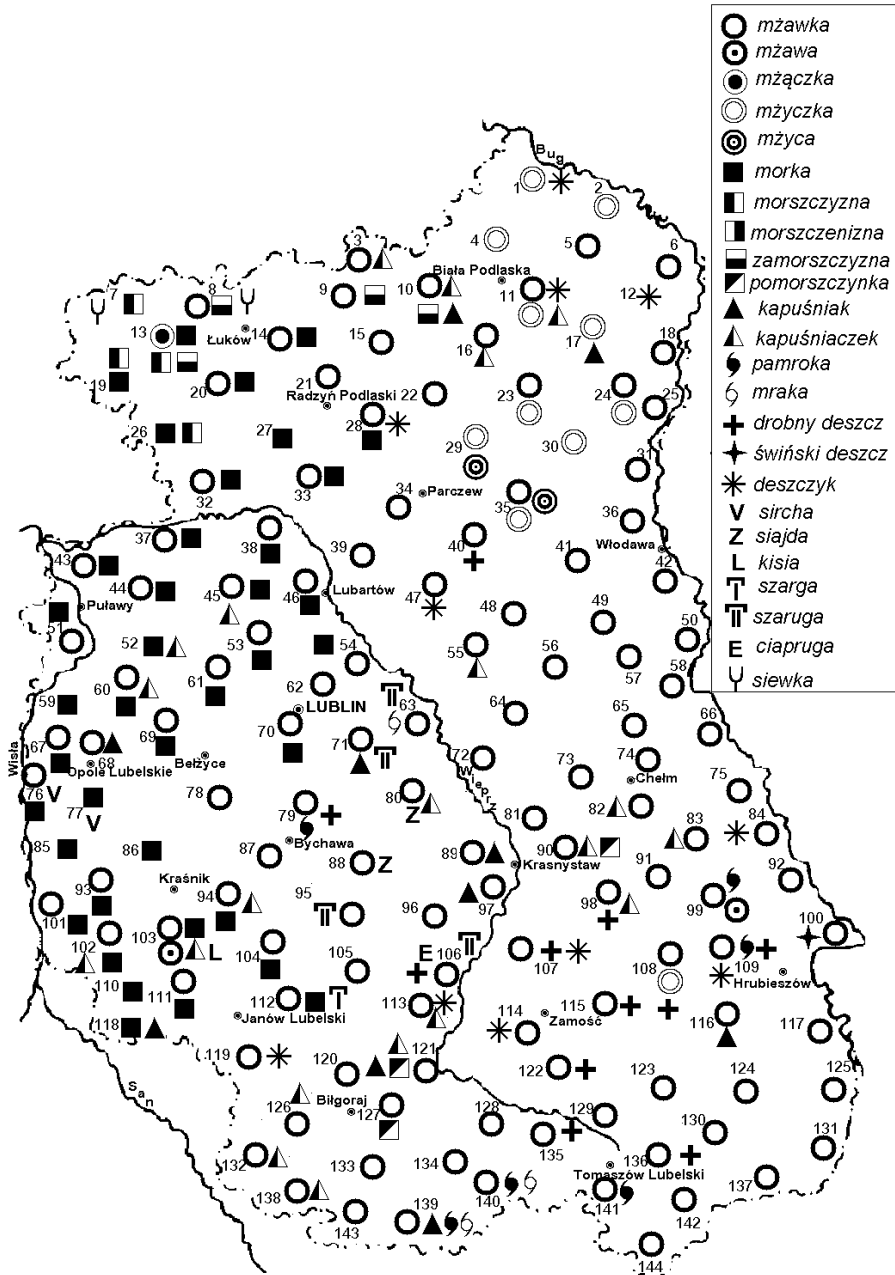 mżawka
mżawa
mżączka
mżyczka
mżyca
morka
morszczyzna
morszczenizna
zamorszczyzna
pomorszczynka
kapuśniak
kapuśniaczek
pamroka
mraka
drobny deszcz
świński deszcz
deszczyk
V sircha
Z siajda
L kisia
szarga
szaruga
E ciapruga
siewka
Bug
1
2
3
4
5
6
Biała Podlaska
7
8
9
10
11
12
13
Łuków
14
15
16
17
18
19
20
21
Radzyń Podlaski
22
23
24
25
26
27
28
29
30
31
32
33
34
Parczew
35
36
37
38
39
40
41
Włodawa
42
43
44
45
46
Lubartów
47
48
49
50
Puławy
51
52
53
54
55
56
57
58
59
60
61
62
LUBLIN
63
64
65
66
67
68
Opole Lubelskie
69
Bełżyce
70
71
72
73
74
Chełm
75
Wisła
Wieprz
76
V
77
V
78
79
80
Z
81
82
83
84
85
86
87
Bychawa
88
Z
89
90
Krasnystaw
91
92
93
Kraśnik
94
95
96
97
98
99
100
101
102
103
L
104
105
E
106
107
108
109
Hrubieszów
110
111
112
113
114
Zamość
115
116
117
118
Janów Lubelski
119
120
121
122
123
124
125
San
126
Biłgoraj
127
128
129
130
131
132
133
134
135
136
Tomaszów Lubelski
137
138
139
140
141
142
143
144